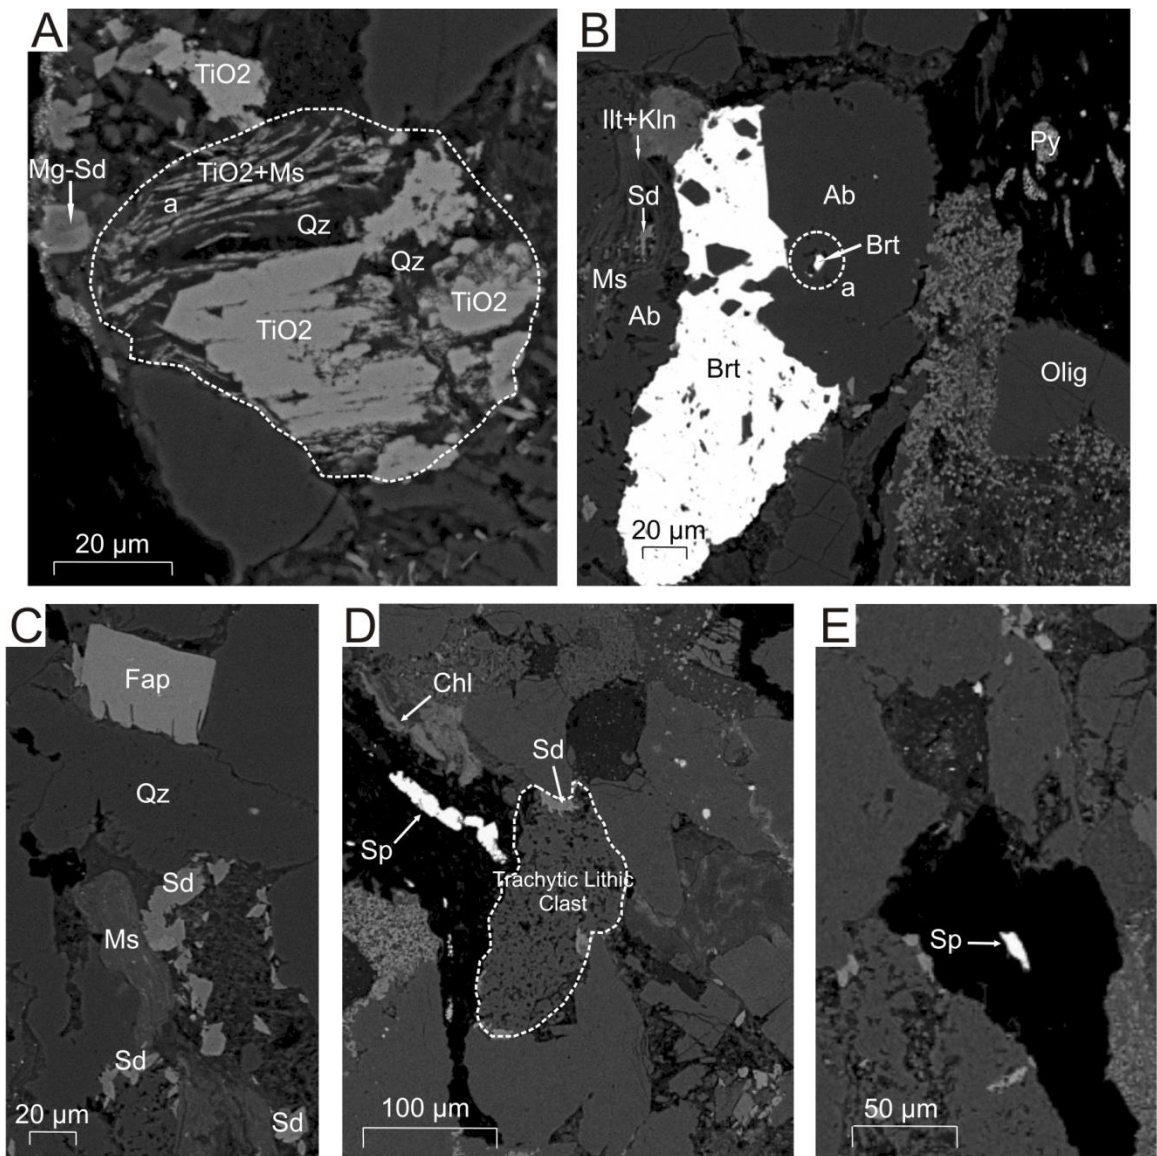 A
TiO2
Mg-Sd
TiO2+Ms
a
Qz
Qz
TiO2
TiO2
20 µm
B
Ilt+Kln
Py
Sd
Ab
Brt
Ms
a
Ab
Brt
Olig
20 µm
C
Fap
Qz
Sd
Ms
Sd
Sd
20 µm
D
Chl
Sd
Sp
Trachytic Lithic
Clast
100 µm
E
Sp
50 µm